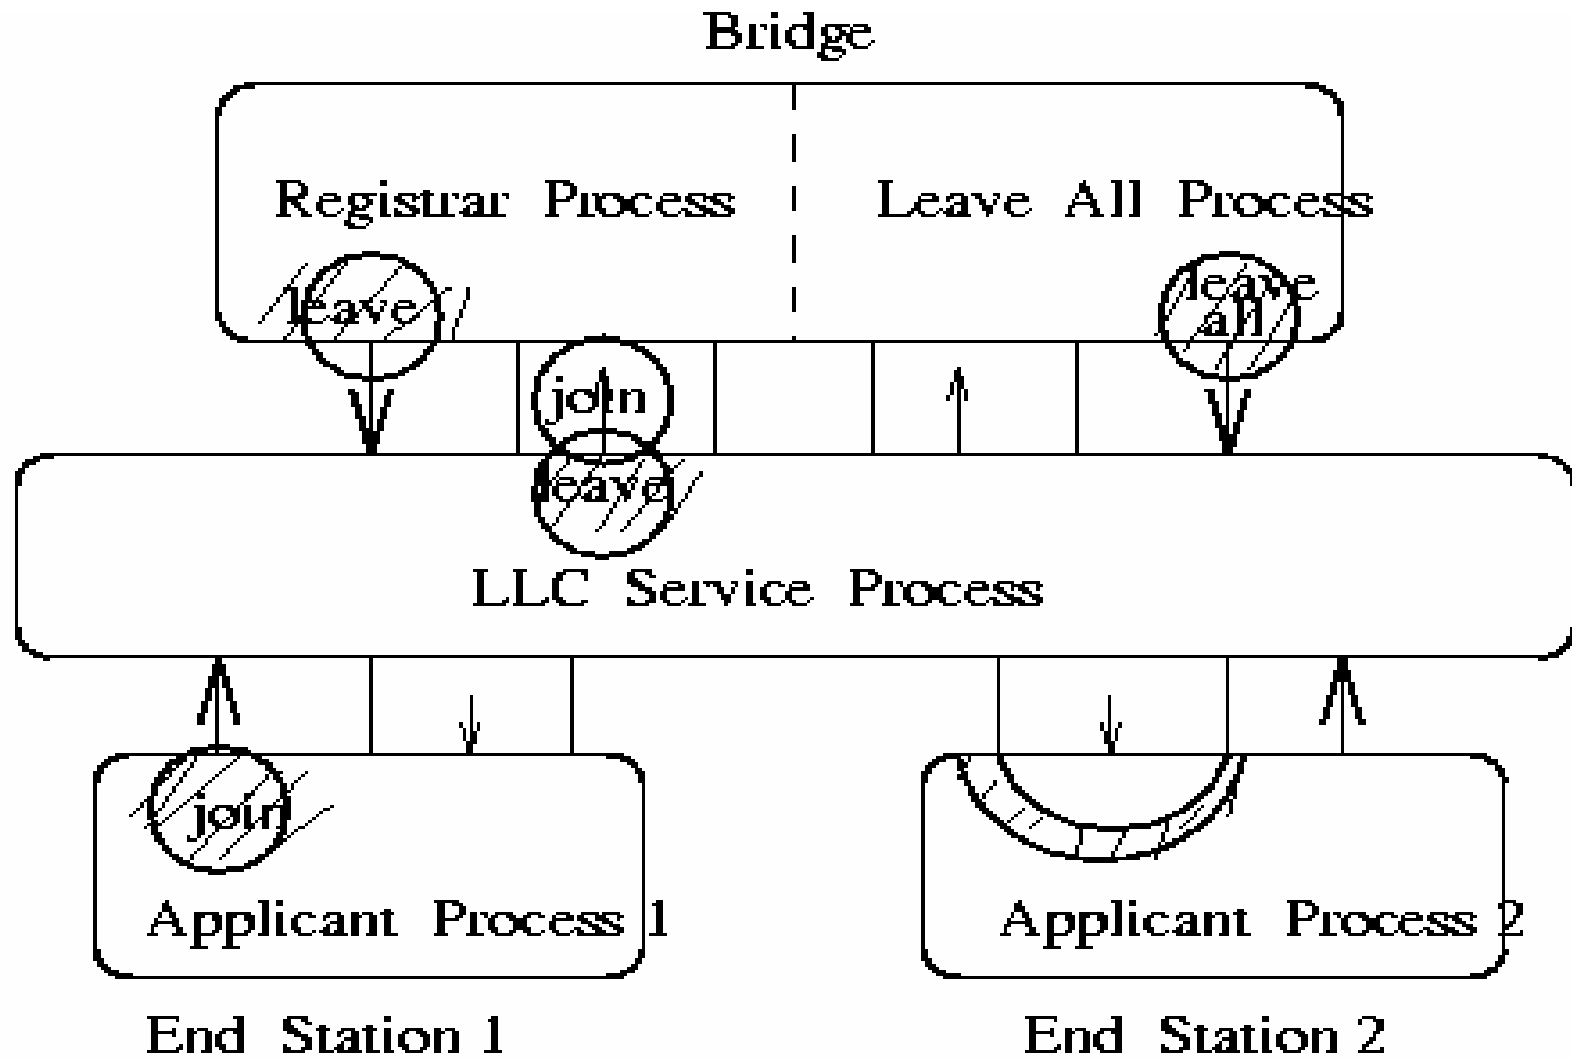 Bridge
Registrar Process
Leave All Process
leave
leave
all
join
leave
LLC Service Process
join
Applicant Process 1
Applicant Process 2
End Station 1
End Station 2